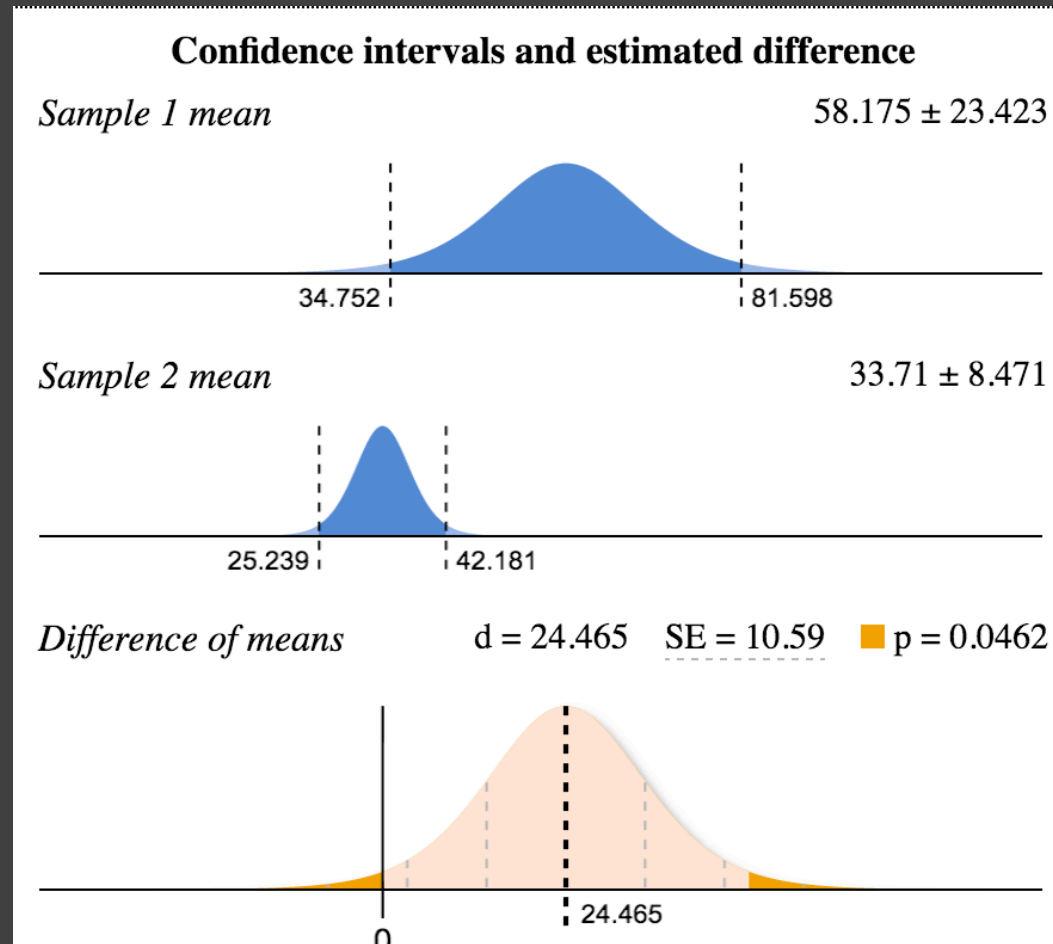 Confidence intervals and estimated difference
Sample 1 mean 58.175 ± 23.423
34.752 81.598
Sample 2 mean 33.71 ± 8.471
25.239 42.181
Difference of means d = 24.465 SE = 10.59 p = 0.0462
24.465
0